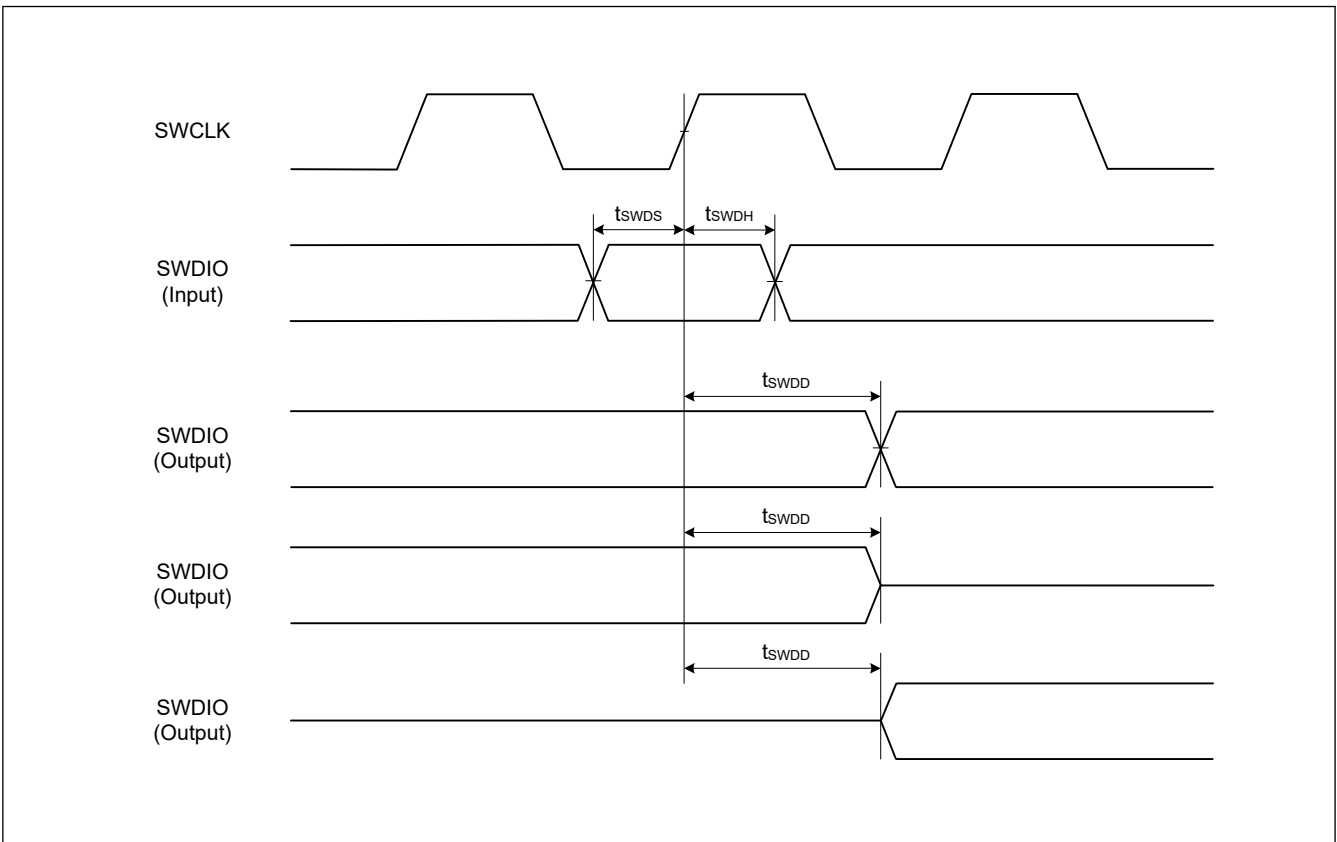 SWCLK
tSWDS
tSWDH
SWDIO
(Input)
tSWDD
SWDIO
(Output)
tSWDD
SWDIO
(Output)
tSWDD
SWDIO
(Output)